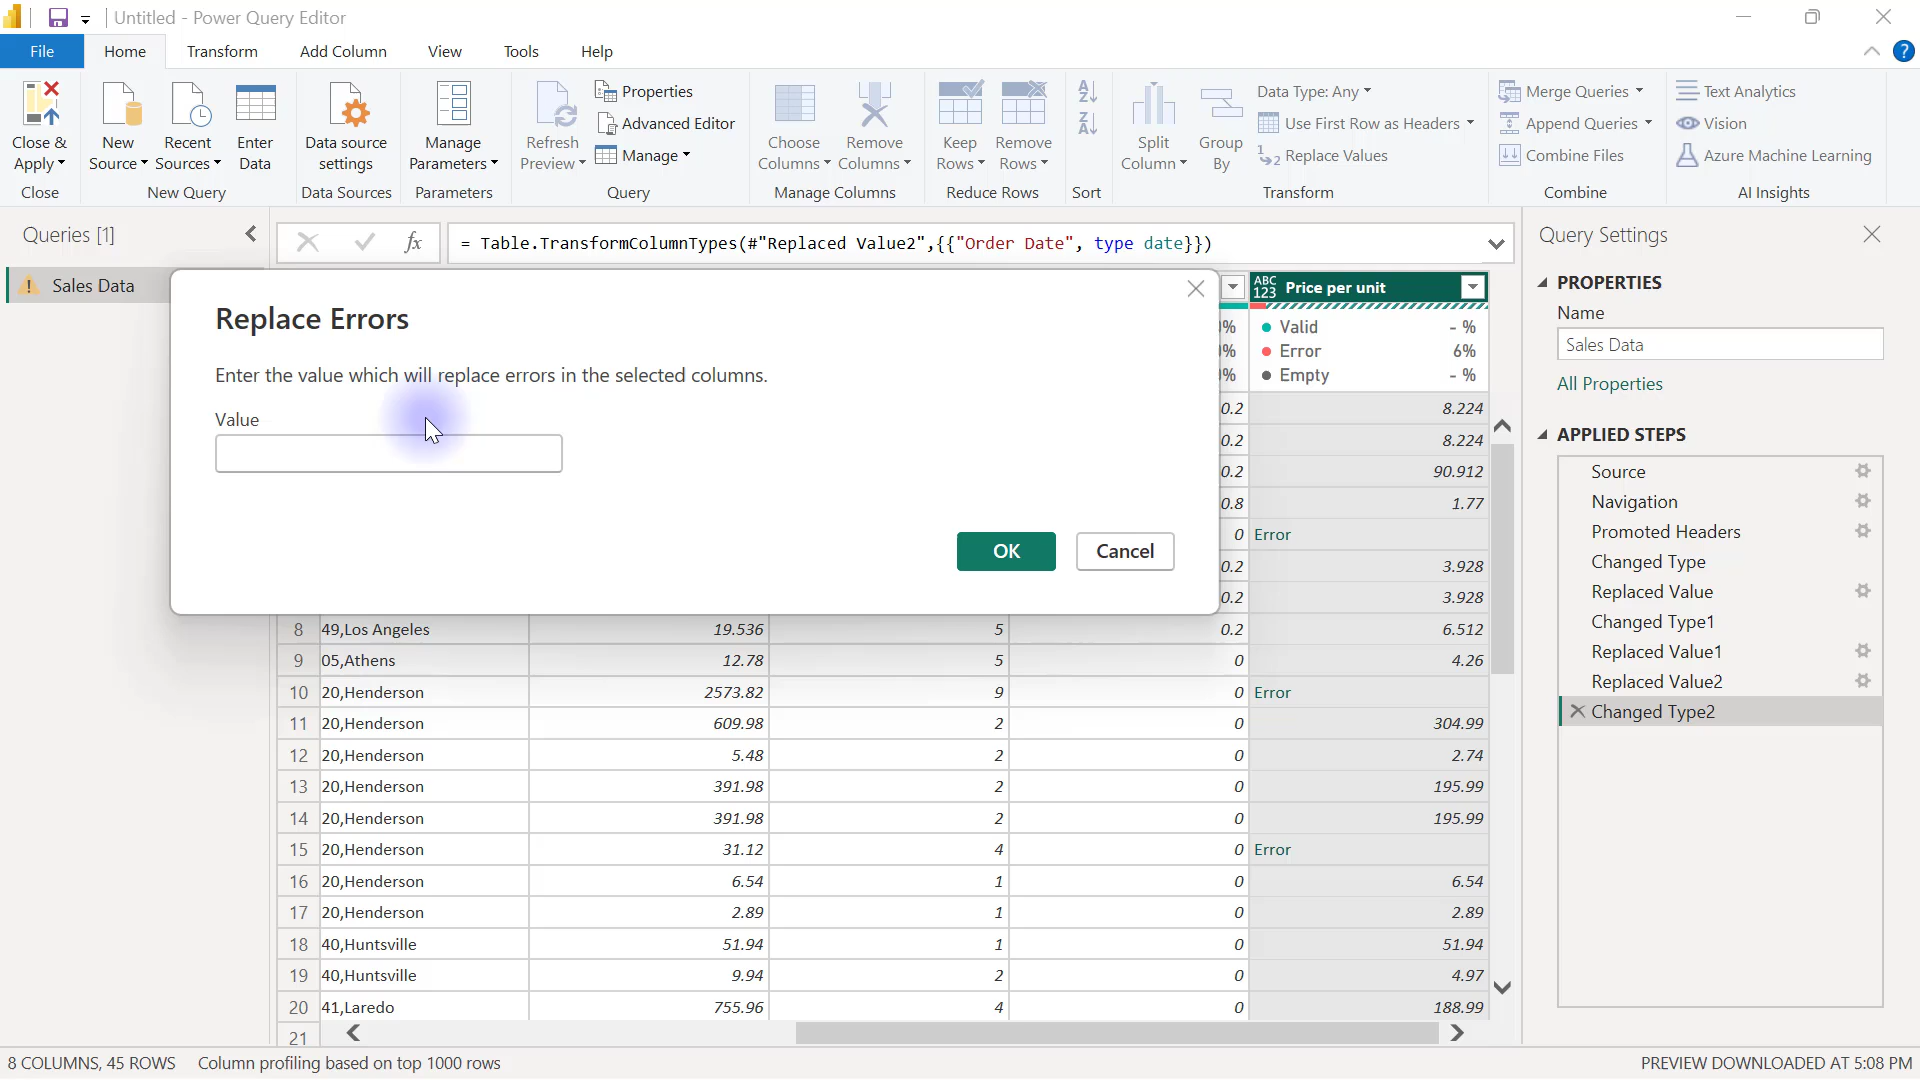 Untitled - Power Query Editor
File Home Transform Add Column View Tools Help
Close & Apply
Close
New Source
Recent Sources
Enter Data
New Query
Data source settings
Data Sources
Manage Parameters
Parameters
Refresh Preview
Properties
Advanced Editor
Manage
Query
Choose Columns
Remove Columns
Manage Columns
Keep Rows
Remove Rows
Reduce Rows
A Z
Z A
Sort
Split Column
Group By
Data Type: Any
Use First Row as Headers
1 2 Replace Values
Transform
Merge Queries
Append Queries
Combine Files
Combine
Text Analytics
Vision
Azure Machine Learning
AI Insights
Queries [1]
Sales Data
fx = Table.TransformColumnTypes(#"Replaced Value2",{{"Order Date", type date}})
Replace Errors
Enter the value which will replace errors in the selected columns.
Value
OK Cancel
ABC 123 Price per unit
% Valid - %
% Error 6%
% Empty - %
0.2 8.224
0.2 8.224
0.2 90.912
0.8 1.77
0 Error
0.2 3.928
0.2 3.928
8 49,Los Angeles 19.536 5 0.2 6.512
9 05,Athens 12.78 5 0 4.26
10 20,Henderson 2573.82 9 0 Error
11 20,Henderson 609.98 2 0 304.99
12 20,Henderson 5.48 2 0 2.74
13 20,Henderson 391.98 2 0 195.99
14 20,Henderson 391.98 2 0 195.99
15 20,Henderson 31.12 4 0 Error
16 20,Henderson 6.54 1 0 6.54
17 20,Henderson 2.89 1 0 2.89
18 40,Huntsville 51.94 1 0 51.94
19 40,Huntsville 9.94 2 0 4.97
20 41,Laredo 755.96 4 0 188.99
21
Query Settings
PROPERTIES
Name
Sales Data
All Properties
APPLIED STEPS
Source
Navigation
Promoted Headers
Changed Type
Replaced Value
Changed Type1
Replaced Value1
Replaced Value2
Changed Type2
8 COLUMNS, 45 ROWS Column profiling based on top 1000 rows
PREVIEW DOWNLOADED AT 5:08 PM